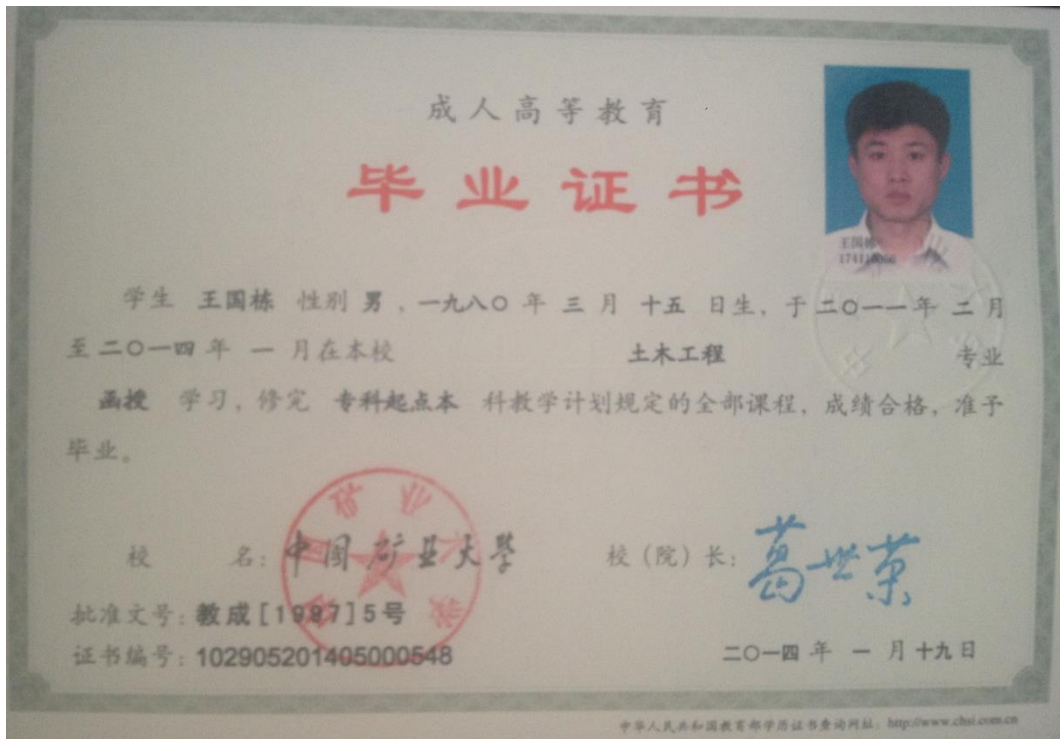 成人高等教育
毕业证书
王国栋
学生 王国栋 性别 男 ,一九八〇 年 三 月 十五 日生, 于 二〇一一 年 二 月
至 二〇一四 年 一 月在本校 土木工程 专业
函授 学习, 修完 专科起点本 科教学计划规定的全部课程, 成绩合格, 准予
毕业。
校 名: 中国矿业大学 校(院)长: 葛世荣
批准文号: 教成[1997]5号
证书编号: 102905201405000548
二〇一四 年 一 月 十九 日
中华人民共和国教育部学历证书查询网址: http://www.chsi.com.cn